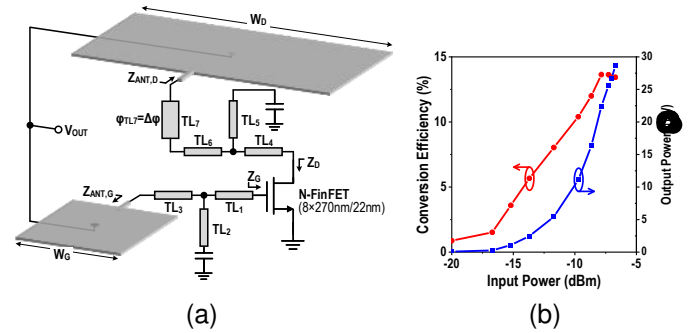 (a)
W_D
Z_ANT,D
φ_TL7=Δφ
TL_7
TL_5
TL_6
TL_4
V_OUT
Z_D
Z_ANT,G
Z_G
N-FinFET
(8×270nm/22nm)
TL_3
TL_1
TL_2
W_G
(b)
Conversion Efficiency (%)
15
10
5
0
30
25
20
15
10
5
0
Output Power
-20
-15
-10
-5
Input Power (dBm)
(a)
(b)